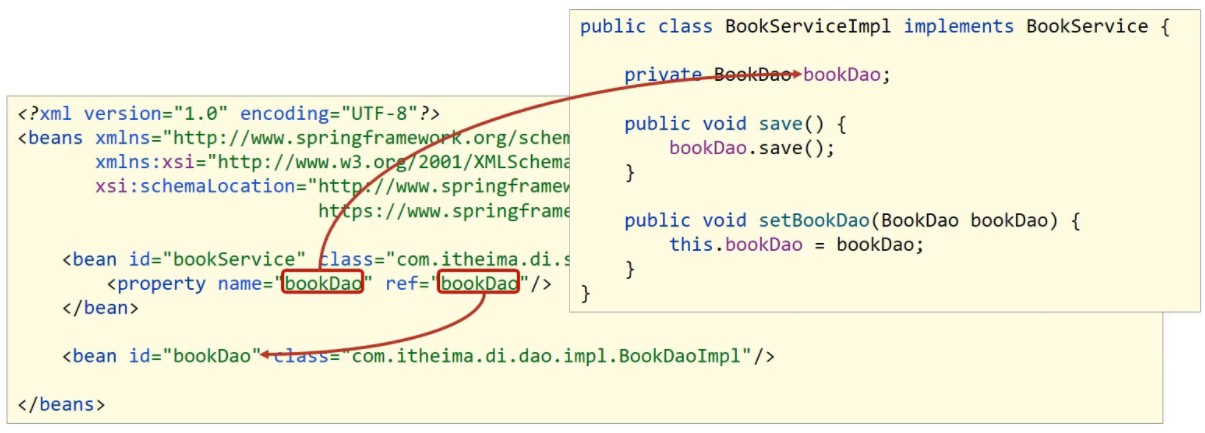 public class BookServiceImpl implements BookService {
private BookDao bookDao;
public void save() {
bookDao.save();
}
public void setBookDao(BookDao bookDao) {
this.bookDao = bookDao;
}
}
<?xml version="1.0" encoding="UTF-8"?>
<beans xmlns="http://www.springframework.org/schem
xmlns:xsi="http://www.w3.org/2001/XMLSchema
xsi:schemaLocation="http://www.springframew
https://www.springframe
<bean id="bookService" class="com.itheima.di.s
<property name="bookDao" ref="bookDao"/>
</bean>
<bean id="bookDao" class="com.itheima.di.dao.impl.BookDaoImpl"/>
</beans>